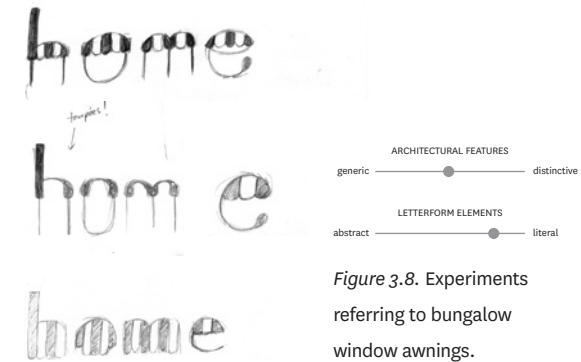 home
toupées!
home
home
ARCHITECTURAL FEATURES
generic distinctive
LETTERFORM ELEMENTS
abstract literal
Figure 3.8. Experiments
referring to bungalow
window awnings.